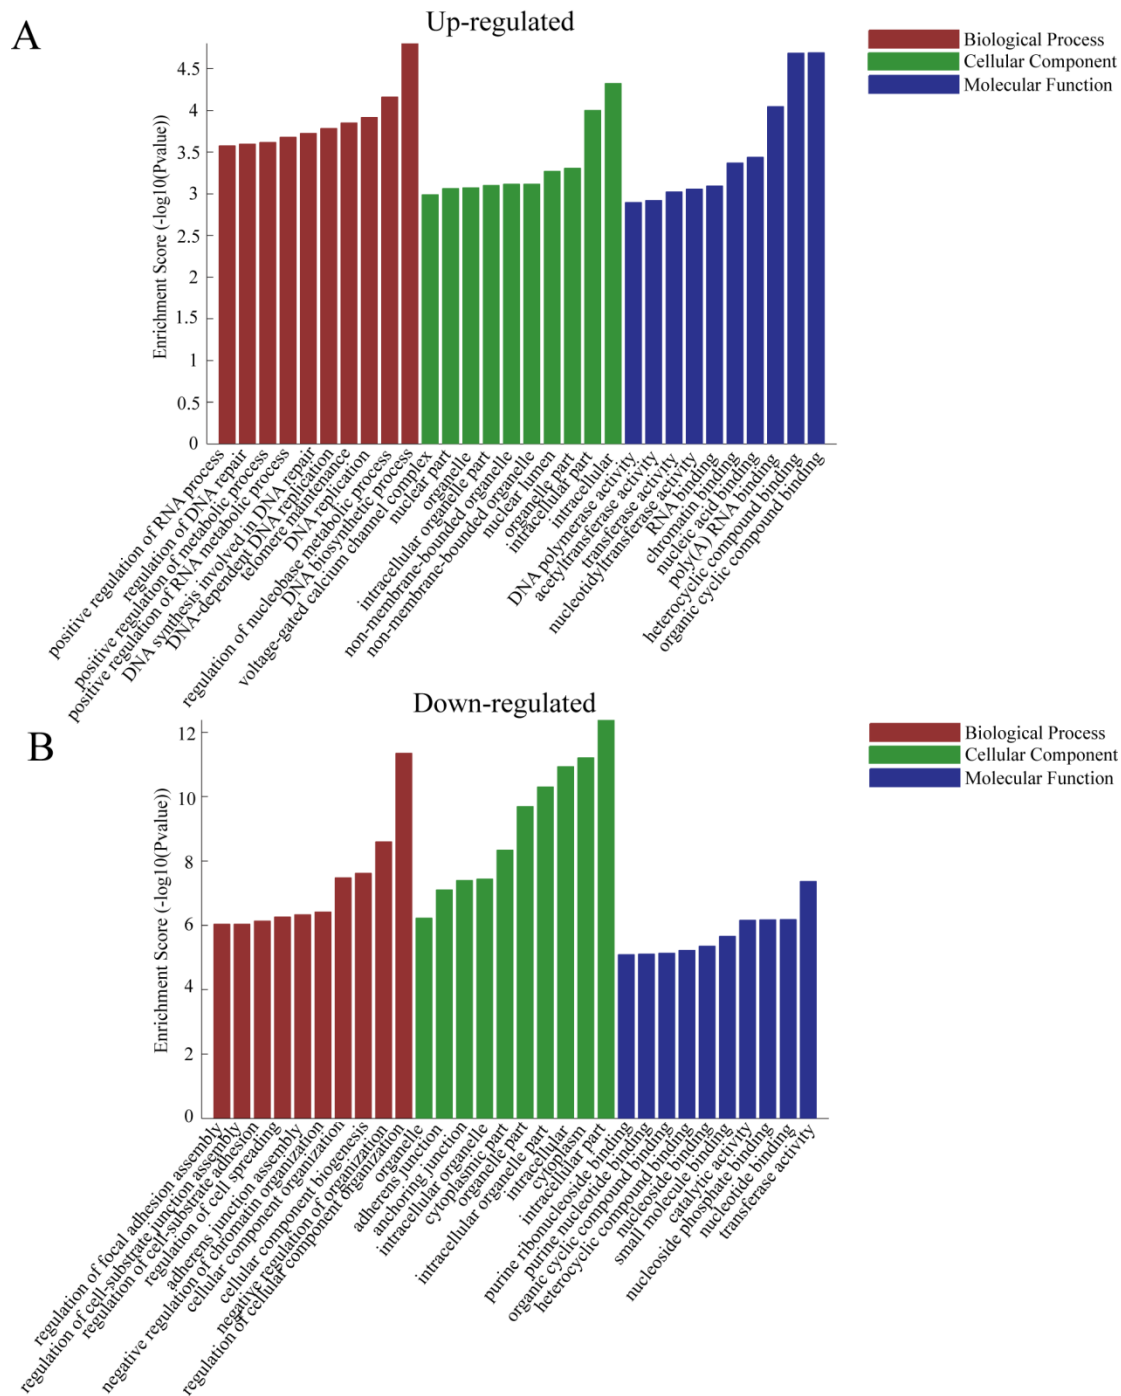 A
Up-regulated
Biological Process
Cellular Component
Molecular Function
Enrichment Score (-log10(Pvalue))
4.5
4
3.5
3
2.5
2
1.5
1
0.5
0
positive regulation of RNA process
regulation of DNA repair
positive regulation of metabolic process
positive regulation of RNA metabolic process
DNA synthesis involved in DNA repair
DNA-dependent DNA replication
telomere maintenance
DNA replication
regulation of nucleobase metabolic process
DNA biosynthetic process
voltage-gated calcium channel complex
nuclear part
organelle
intracellular organelle part
non-membrane-bounded organelle
non-membrane-bounded organelle
nuclear lumen
organelle part
intracellular part
intracellular
DNA polymerase activity
acetyltransferase activity
transferase activity
nucleotidyltransferase activity
RNA binding
chromatin binding
nucleic acid binding
poly(A) RNA binding
heterocyclic compound binding
organic cyclic compound binding
B
Down-regulated
Biological Process
Cellular Component
Molecular Function
Enrichment Score (-log10(Pvalue))
12
10
8
6
4
2
0
regulation of focal adhesion assembly
regulation of cell-substrate junction assembly
regulation of cell-substrate adhesion
regulation of cell spreading
adherens junction assembly
negative regulation of chromatin organization
cellular component organization
cellular component biogenesis
negative regulation of organization
regulation of cellular component organization
organelle
adherens junction
anchoring junction
intracellular organelle
cytoplasmic part
organelle part
intracellular organelle part
intracellular
cytoplasm
intracellular part
purine ribonucleoside binding
purine nucleotide binding
organic cyclic compound binding
heterocyclic compound binding
nucleoside binding
small molecule binding
catalytic activity
nucleoside phosphate binding
nucleotide binding
transferase activity